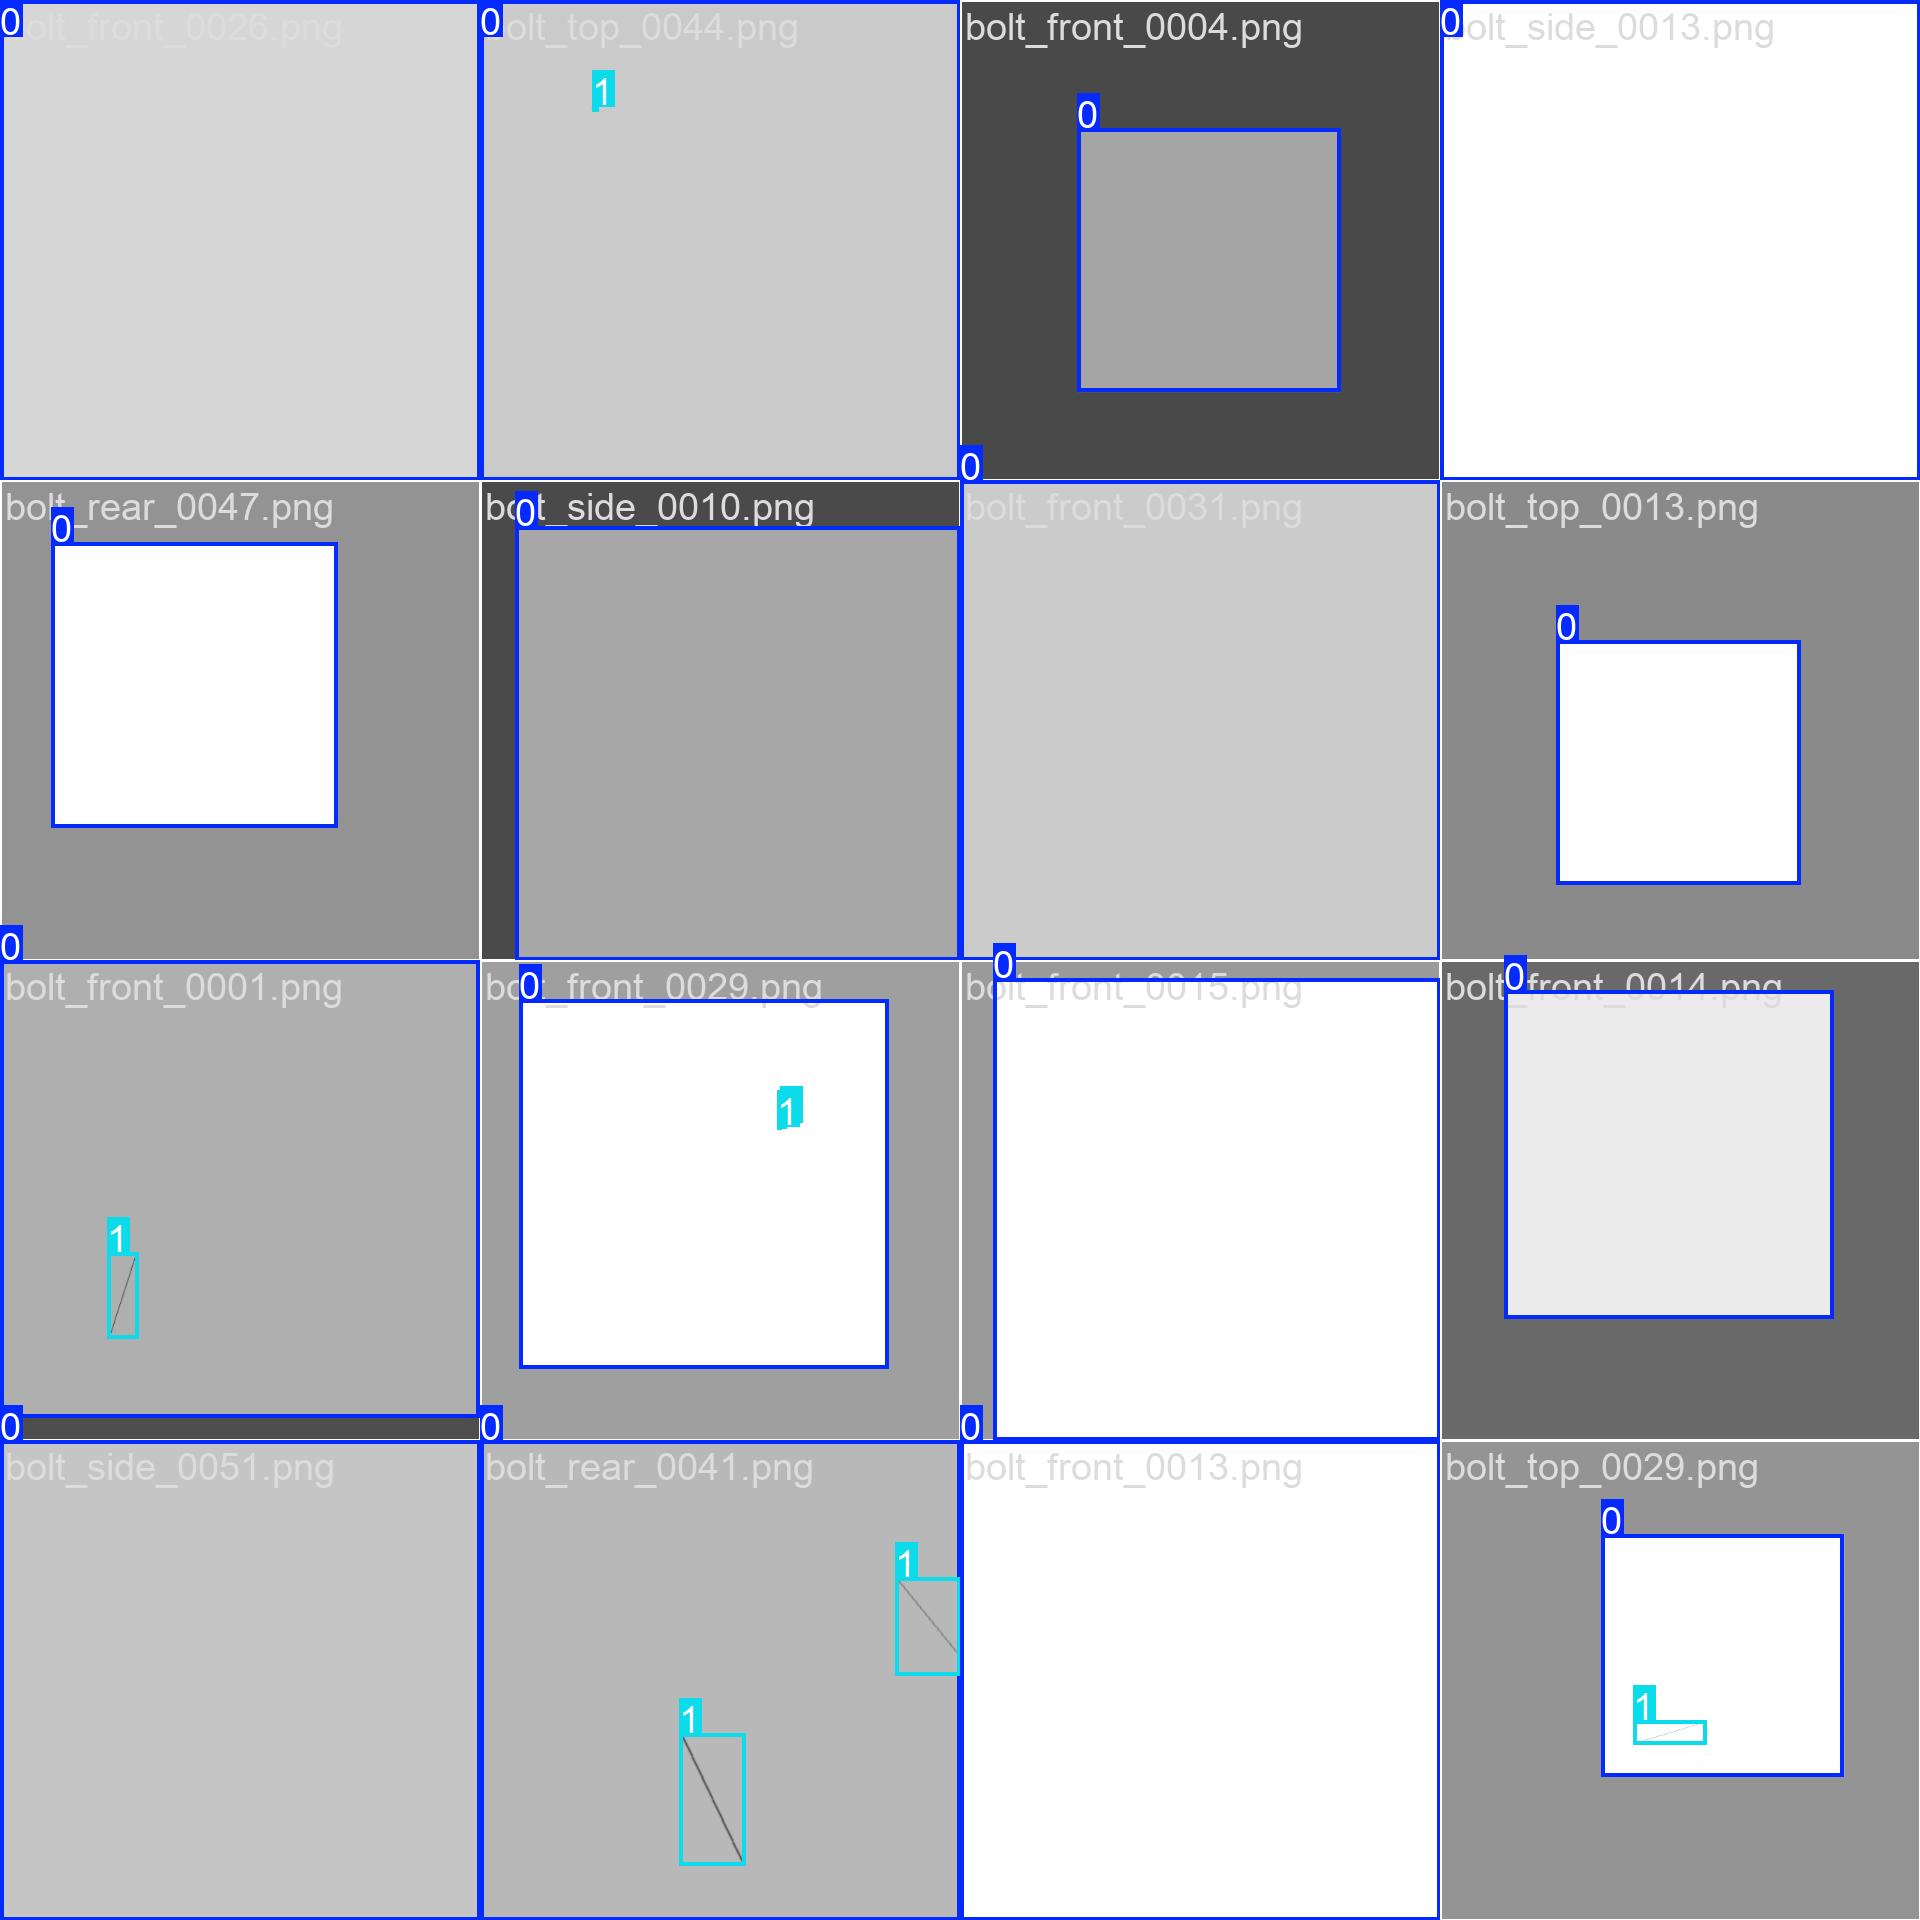 0 bolt_front_0026.png
0 bolt_top_0044.png
bolt_front_0004.png
0 bolt_side_0013.png
1
0
0
bolt_rear_0047.png
bolt_side_0010.png
bolt_front_0031.png
bolt_top_0013.png
0
0
0
0
bolt_front_0001.png
bolt_front_0029.png
bolt_front_0015.png
bolt_front_0014.png
0
0
0
1
1
0
0
0
bolt_side_0051.png
bolt_rear_0041.png
bolt_front_0013.png
bolt_top_0029.png
0
1
1
1